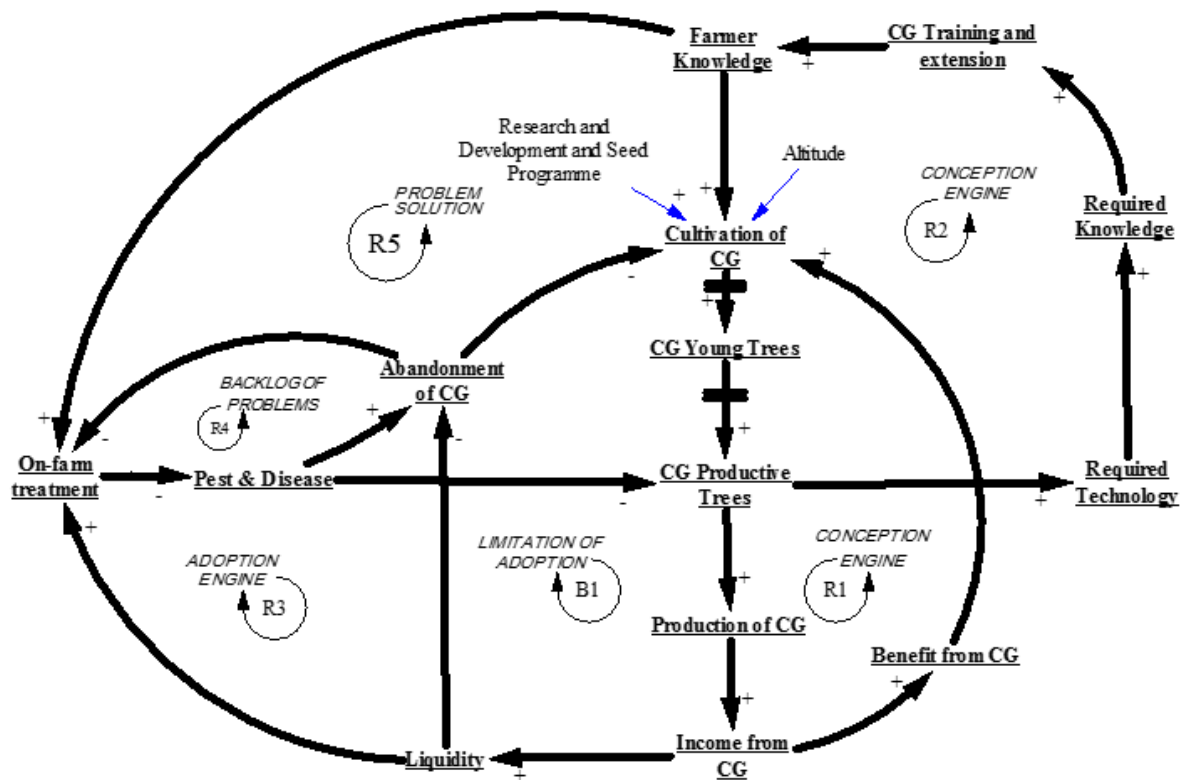 Farmer
Knowledge
CG Training and
extension
+
+
Research and
Development and Seed
Programme
Altitude
CONCEPTION
ENGINE
R2
PROBLEM
SOLUTION
R5
+
+
Required
Knowledge
+
Cultivation of
CG
+
-
+
CG Young Trees
Abandonment
of CG
BACKLOG OF
PROBLEMS
R4
+
+
-
-
+
On-farm
treatment
-
Pest & Disease
-
CG Productive
Trees
+
Required
Technology
+
ADOPTION
ENGINE
R3
LIMITATION OF
ADOPTION
B1
CONCEPTION
ENGINE
R1
+
Production of CG
Benefit from CG
+
+
Liquidity
+
Income from
CG